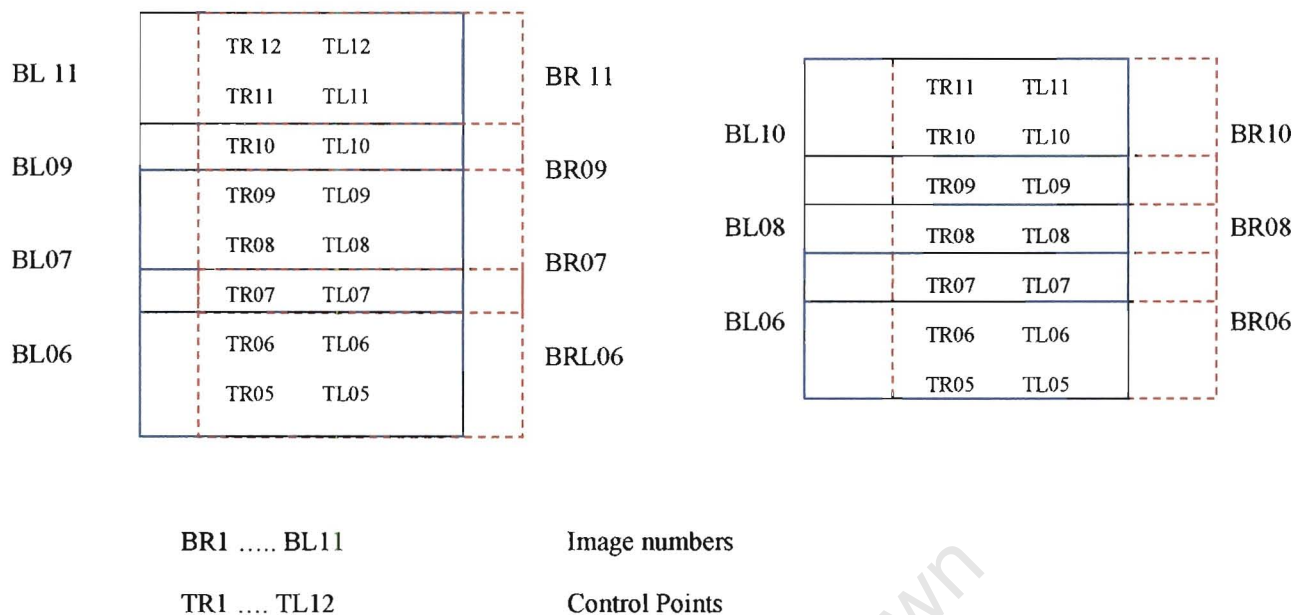 TR 12 TL12
BL 11 BR 11
TR11 TL11
TR10 TL10
BL09 BR09
TR09 TL09
TR08 TL08
BL07 BR07
TR07 TL07
TR06 TL06
BL06 BRL06
TR05 TL05
TR11 TL11
BL10 TR10 TL10 BR10
TR09 TL09
BL08 TR08 TL08 BR08
TR07 TL07
BL06 BR06
TR06 TL06
TR05 TL05
BR1 ..... BL11 Image numbers
TR1 .... TL12 Control Points
wn